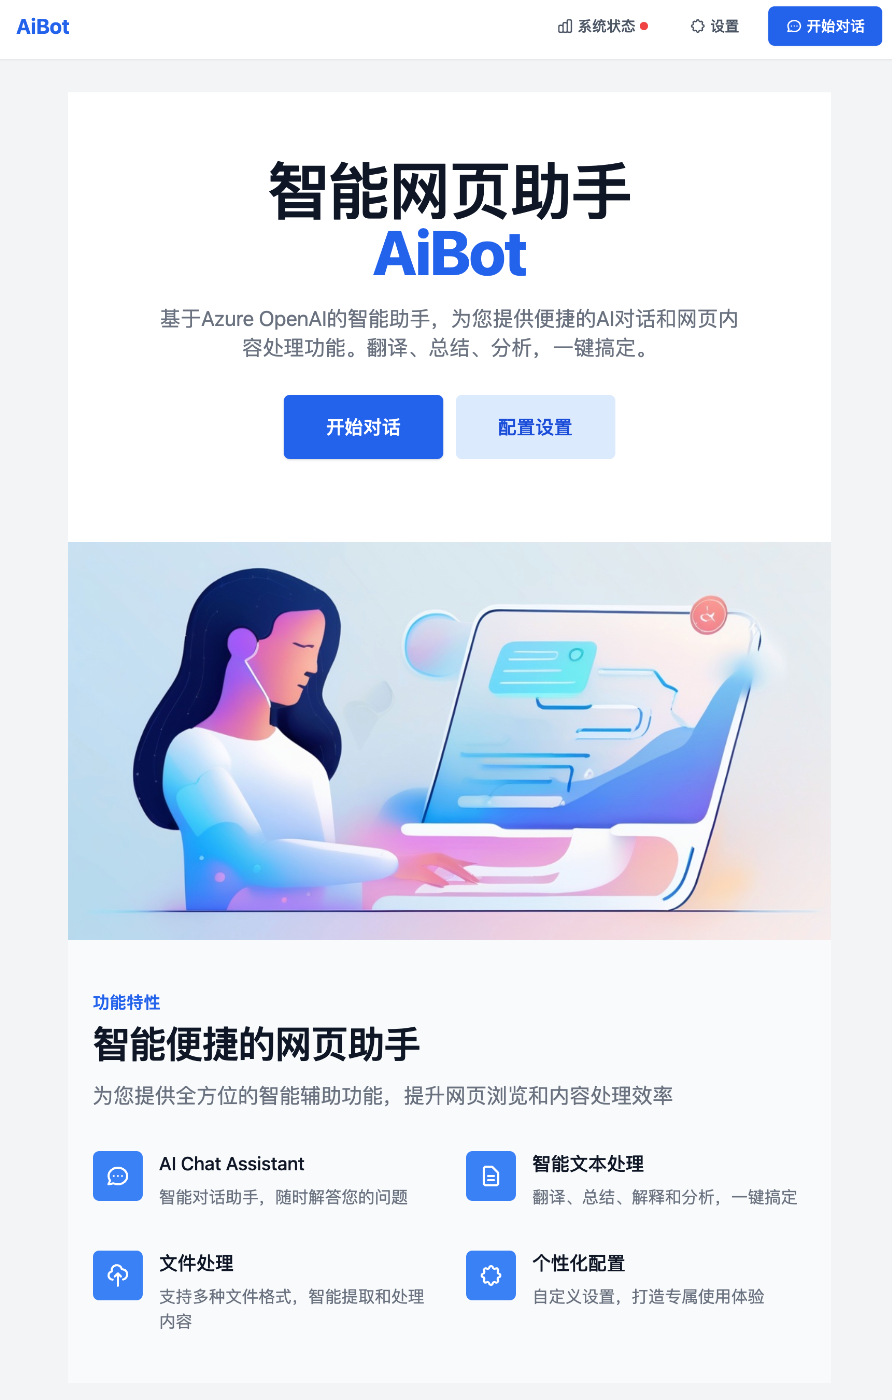 AiBot
系统状态
设置
开始对话
智能网页助手
AiBot
基于Azure OpenAI的智能助手，为您提供便捷的AI对话和网页内
容处理功能。翻译、总结、分析，一键搞定。
开始对话
配置设置
功能特性
智能便捷的网页助手
为您提供全方位的智能辅助功能，提升网页浏览和内容处理效率
AI Chat Assistant
智能对话助手，随时解答您的问题
智能文本处理
翻译、总结、解释和分析，一键搞定
文件处理
支持多种文件格式，智能提取和处理
内容
个性化配置
自定义设置，打造专属使用体验